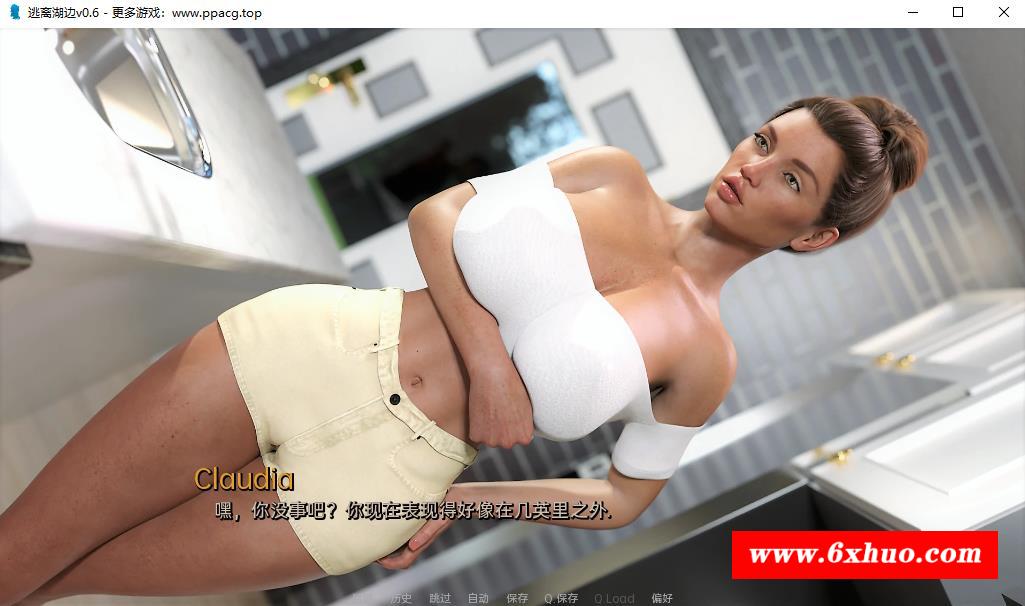 逃离湖边v0.6 - 更多游戏：www.ppacg.top
Claudia
嘿，你没事吧？你现在表现得好像在几英里之外.
www.6xhuo.com
历史 跳过 自动 保存 Q.保存 Q.Load 偏好